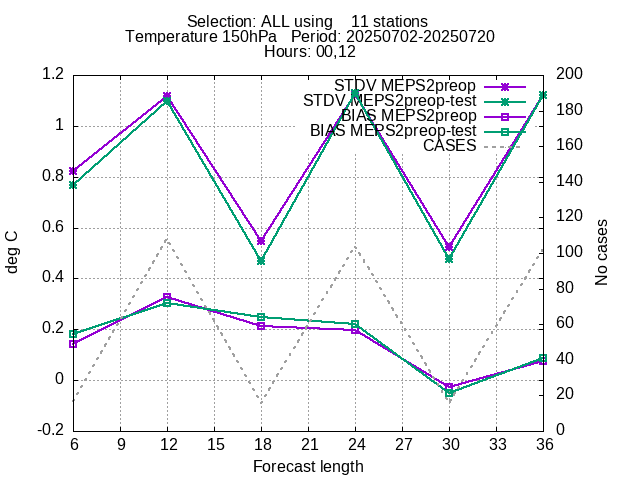 Selection: ALL using    11 stations
Temperature 150hPa   Period: 20250702-20250720
Hours: 00,12
STDV MEPS2preop
STDV MEPS2preop-test
BIAS MEPS2preop
BIAS MEPS2preop-test
CASES
1.2
1
0.8
0.6
0.4
0.2
0
-0.2
deg C
200
180
160
140
120
100
80
60
40
20
0
No cases
6 9 12 15 18 21 24 27 30 33 36
Forecast length